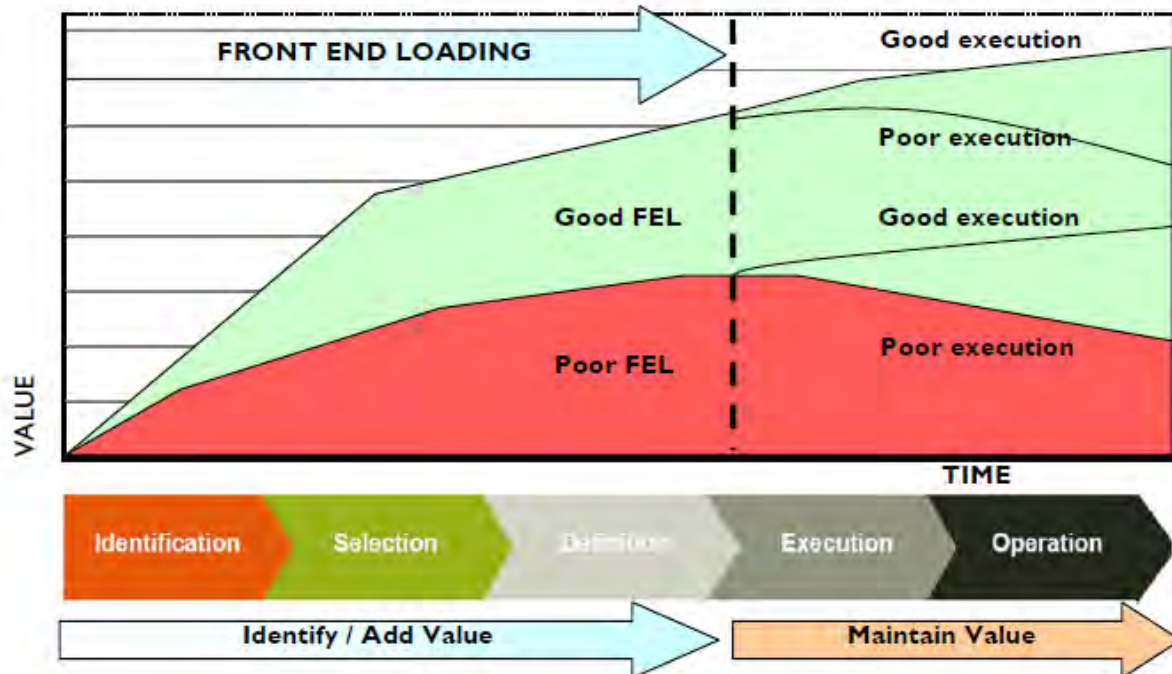 FRONT END LOADING
Good execution
Poor execution
Good FEL
Good execution
Poor execution
Poor FEL
VALUE
TIME
Identification
Selection
Definition
Execution
Operation
Identify / Add Value
Maintain Value